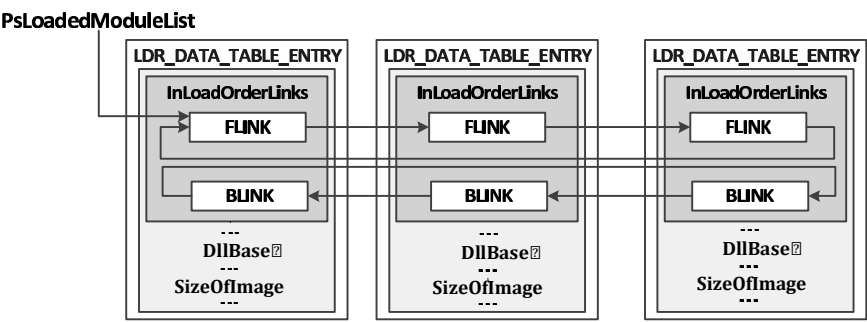 PsLoadedModuleList
LDR_DATA_TABLE_ENTRY LDR_DATA_TABLE_ENTRY LDR_DATA_TABLE_ENTRY
InLoadOrderLinks InLoadOrderLinks InLoadOrderLinks
FLINK FLINK FLINK
BLINK BLINK BLINK
--- --- ---
DllBase⍰ DllBase⍰ DllBase⍰
--- --- ---
SizeOfImage SizeOfImage SizeOfImage
--- --- ---